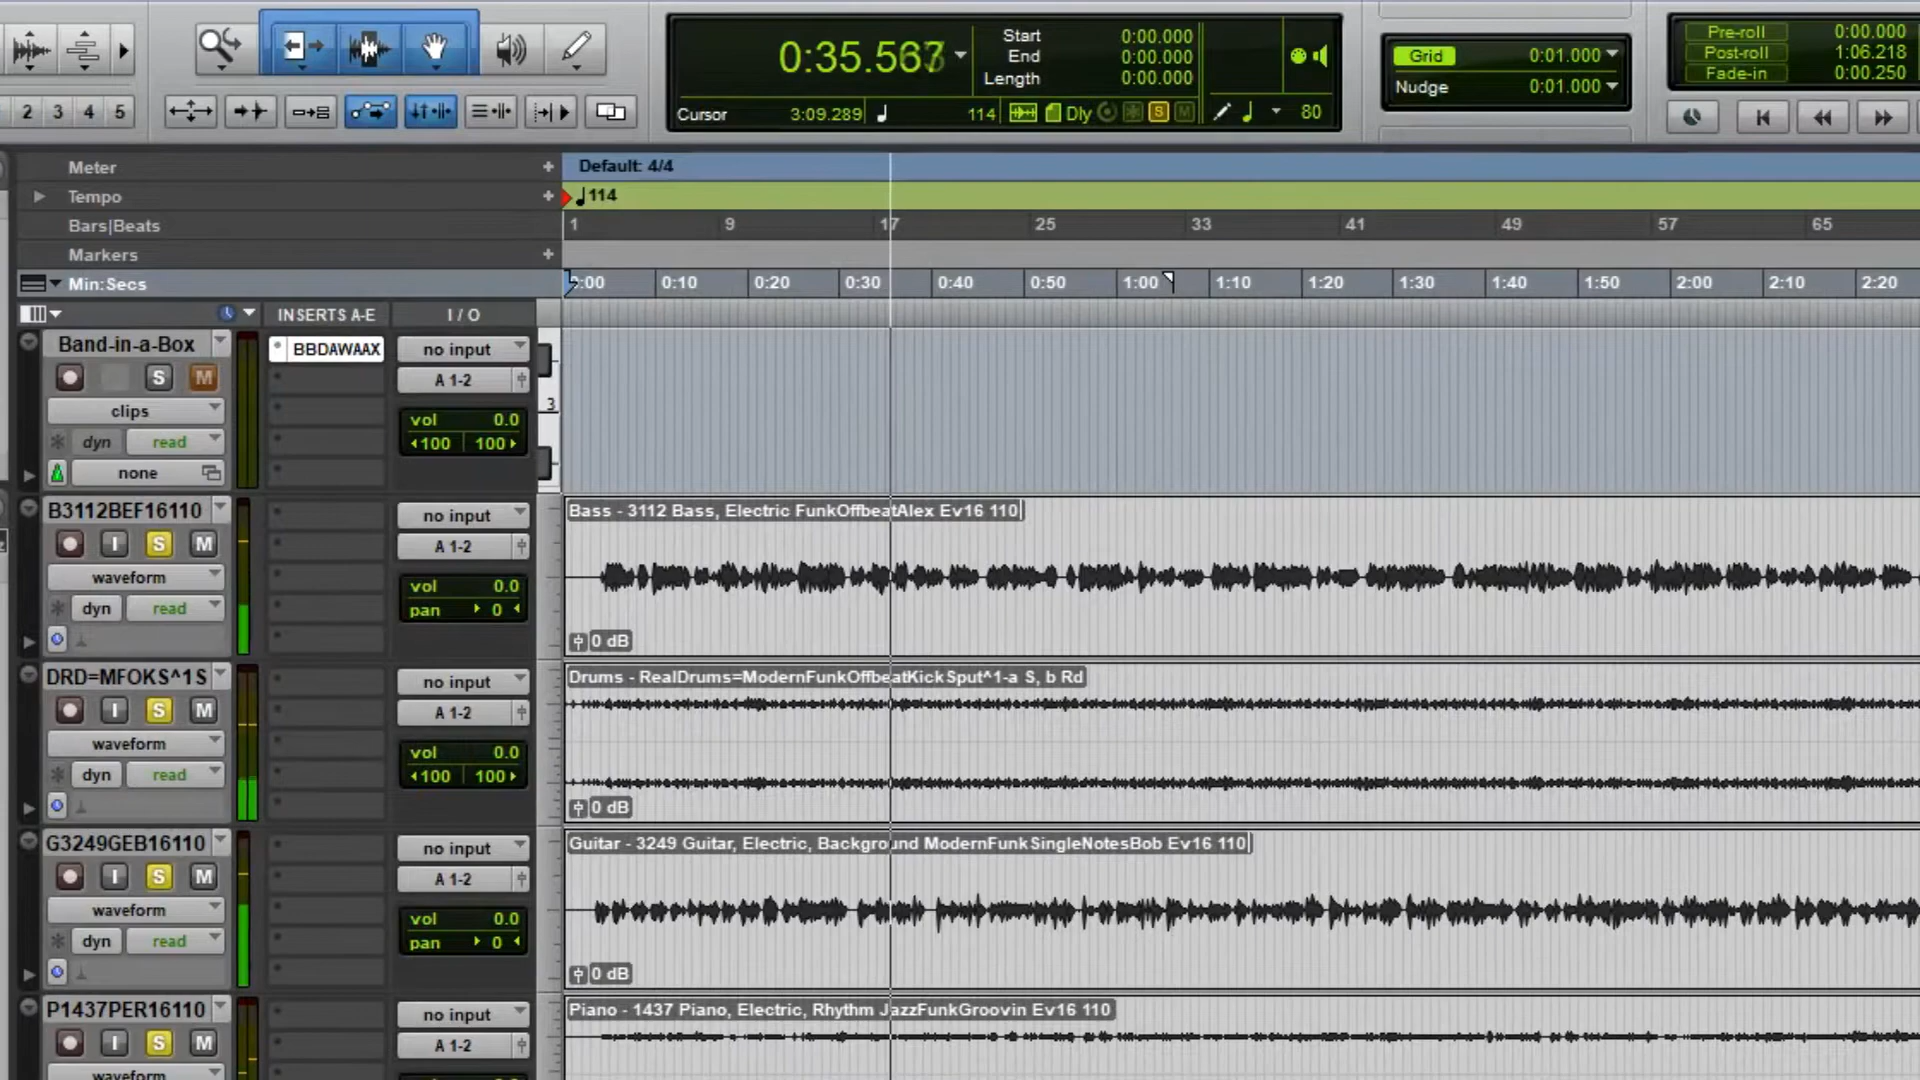 Start 0:00.000
0:35.567
End 0:00.000
Length 0:00.000
Cursor 3:09.289 114 Dly S M 80
Grid 0:01.000
Nudge 0:01.000
Pre-roll 0:00.000
Post-roll 1:06.218
Fade-in 0:00.250
2 3 4 5
Meter Default: 4/4
Tempo 114
Bars|Beats 1 9 17 25 33 41 49 57 65
Markers
Min:Secs 0:00 0:10 0:20 0:30 0:40 0:50 1:00 1:10 1:20 1:30 1:40 1:50 2:00 2:10 2:20
INSERTS A-E I / O
Band-in-a-Box BBDAWAAX no input
S M A 1-2
3
clips vol 0.0
dyn read 100 100
none
B3112BEF16110 no input Bass - 3112 Bass, Electric FunkOffbeatAlex Ev16 110
I S M A 1-2
waveform vol 0.0
dyn read pan 0
0 dB
DRD=MFOKS^1S no input Drums - RealDrums=ModernFunkOffbeatKickSput^1-a S, b Rd
I S M A 1-2
waveform vol 0.0
dyn read 100 100
0 dB
G3249GEB16110 no input Guitar - 3249 Guitar, Electric, Background ModernFunkSingleNotesBob Ev16 110
I S M A 1-2
waveform vol 0.0
dyn read pan 0
0 dB
P1437PER16110 no input Piano - 1437 Piano, Electric, Rhythm JazzFunkGroovin Ev16 110
I S M A 1-2
waveform